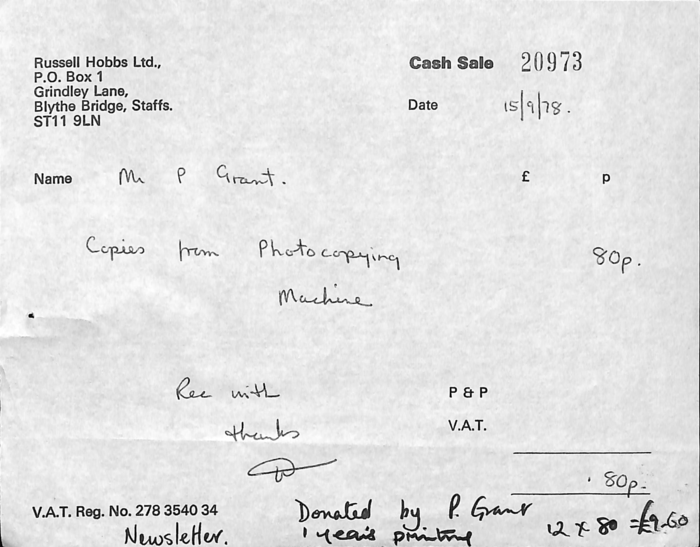 Russell Hobbs Ltd.,
P.O. Box 1
Grindley Lane,
Blythe Bridge, Staffs.
ST11 9LN
Cash Sale 20973
Date 15/9/78.
Name Mr P Grant. £ p
Copies from Photocopying 80p.
Machine
Rec with P & P
thanks V.A.T.
80p.
V.A.T. Reg. No. 278 3540 34
Newsletter.
Donated by P. Grant
1 year's printing
12 x 80 = £9.60